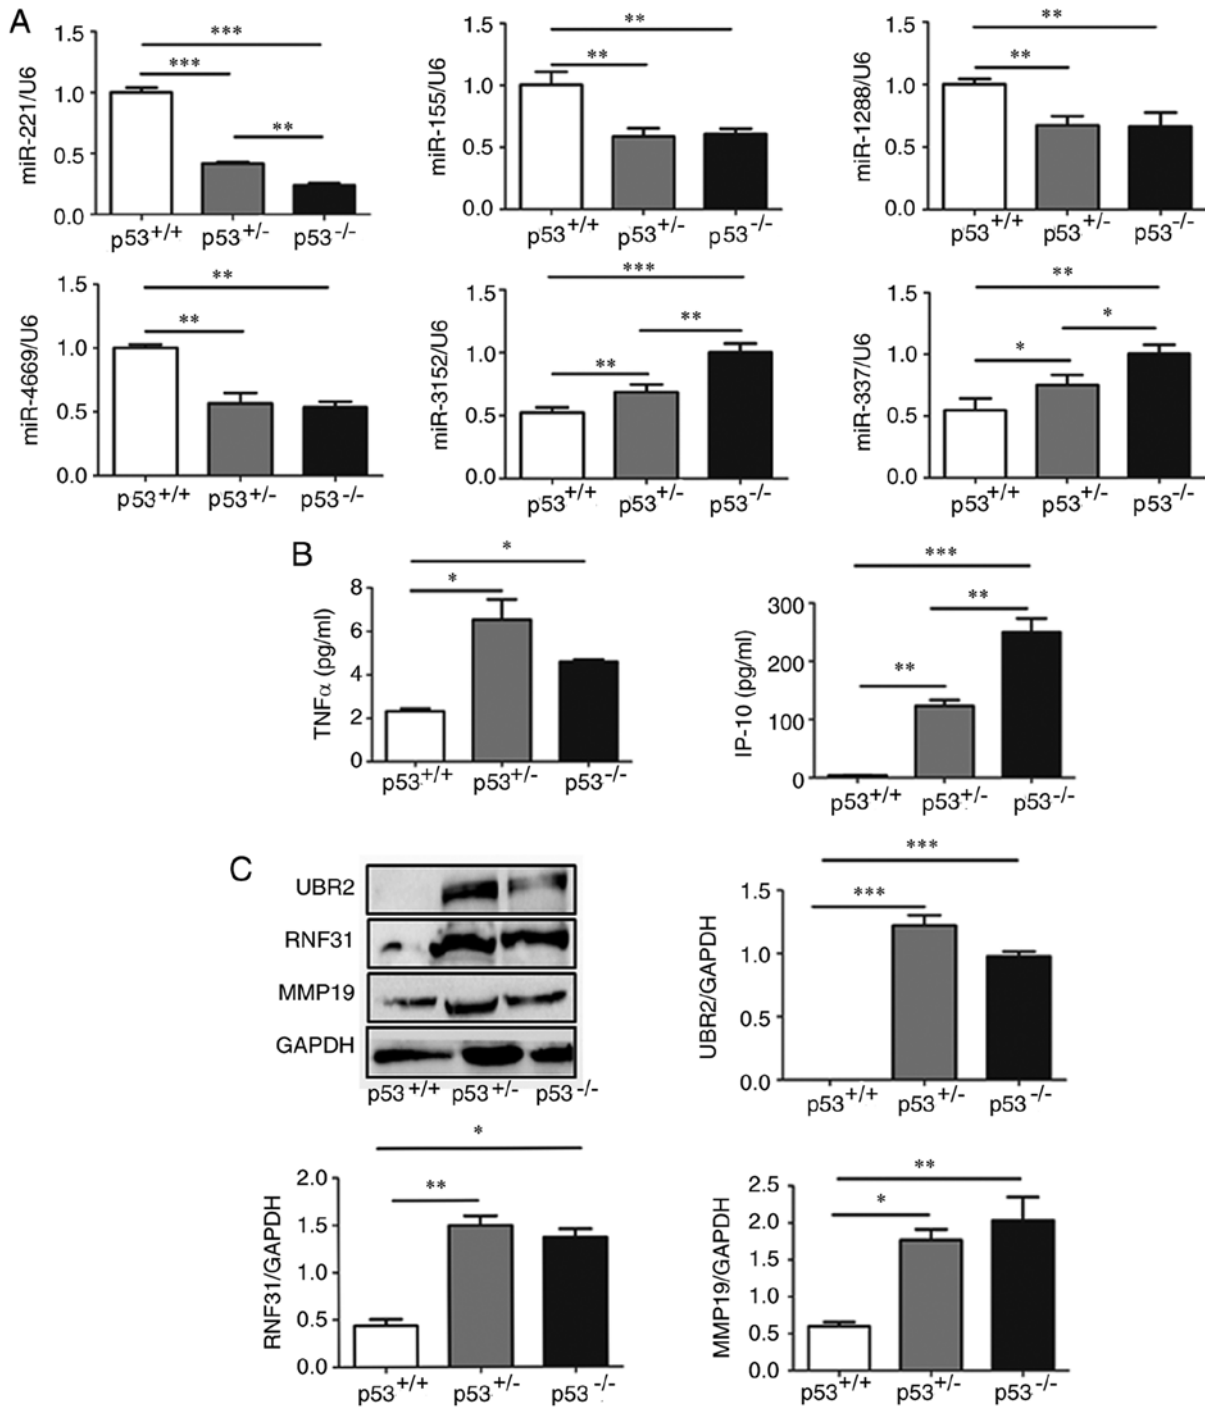 A
miR-221/U6
1.5
1.0
0.5
0.0
***
***
**
p53+/+ p53+/- p53-/-
miR-155/U6
1.5
1.0
0.5
0.0
**
**
p53+/+ p53+/- p53-/-
miR-1288/U6
1.5
1.0
0.5
0.0
**
**
p53+/+ p53+/- p53-/-
miR-4669/U6
1.5
1.0
0.5
0.0
**
**
p53+/+ p53+/- p53-/-
miR-3152/U6
1.5
1.0
0.5
0.0
***
**
**
p53+/+ p53+/- p53-/-
miR-337/U6
1.5
1.0
0.5
0.0
**
*
*
p53+/+ p53+/- p53-/-
B
TNFα (pg/ml)
8
6
4
2
0
*
*
p53+/+ p53+/- p53-/-
IP-10 (pg/ml)
300
200
100
0
***
**
**
p53+/+ p53+/- p53-/-
C
UBR2
RNF31
MMP19
GAPDH
p53+/+ p53+/- p53-/-
UBR2/GAPDH
1.5
1.0
0.5
0.0
***
***
p53+/+ p53+/- p53-/-
RNF31/GAPDH
2.0
1.5
1.0
0.5
0.0
*
**
p53+/+ p53+/- p53-/-
MMP19/GAPDH
2.5
2.0
1.5
1.0
0.5
0.0
**
*
p53+/+ p53+/- p53-/-